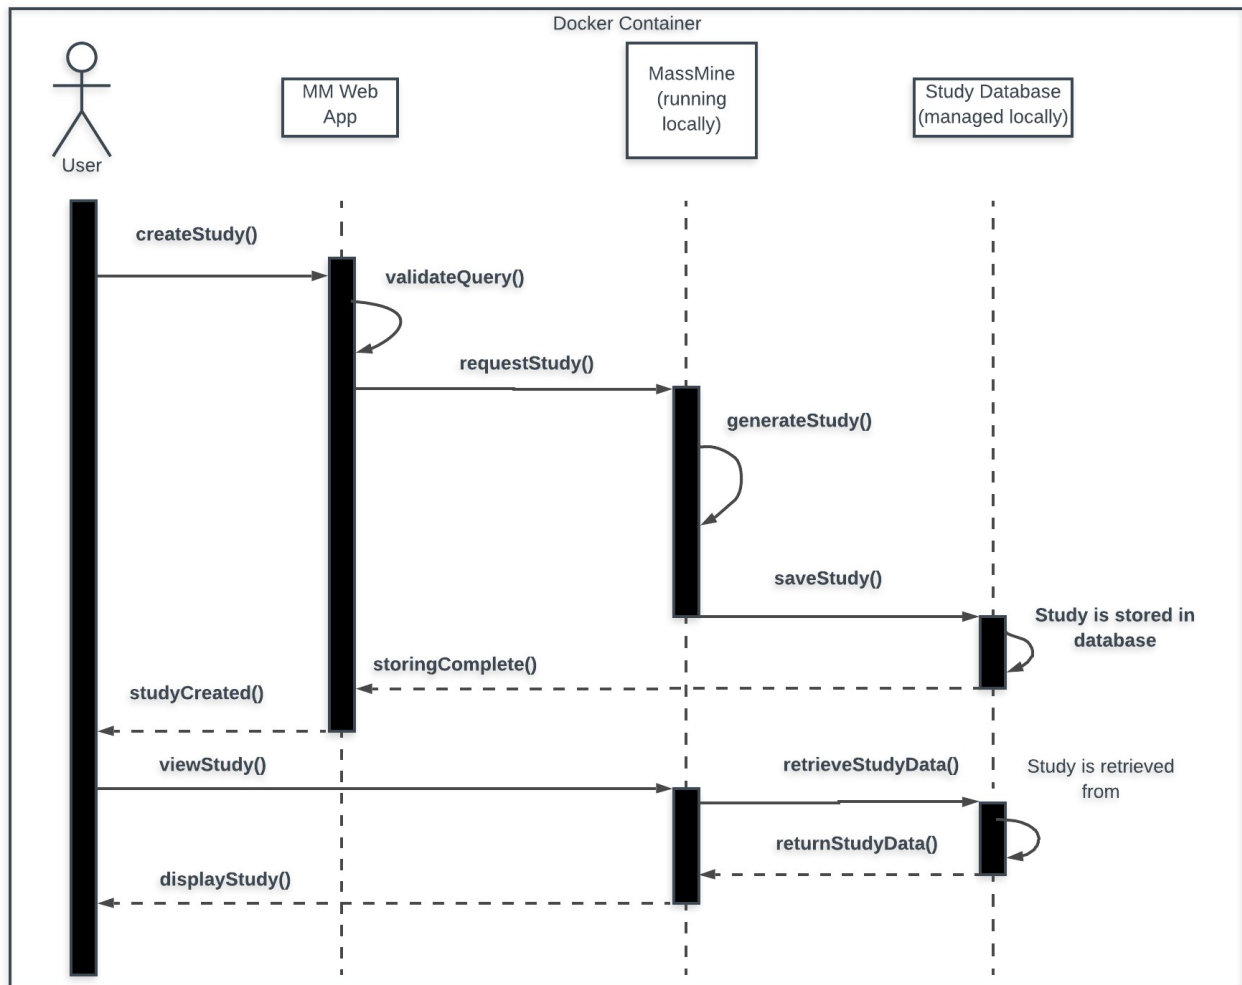 Docker Container
User
MM Web
App
MassMine
(running
locally)
Study Database
(managed locally)
createStudy()
validateQuery()
requestStudy()
generateStudy()
saveStudy()
Study is stored in
database
storingComplete()
studyCreated()
viewStudy()
retrieveStudyData()
Study is retrieved
from
returnStudyData()
displayStudy()